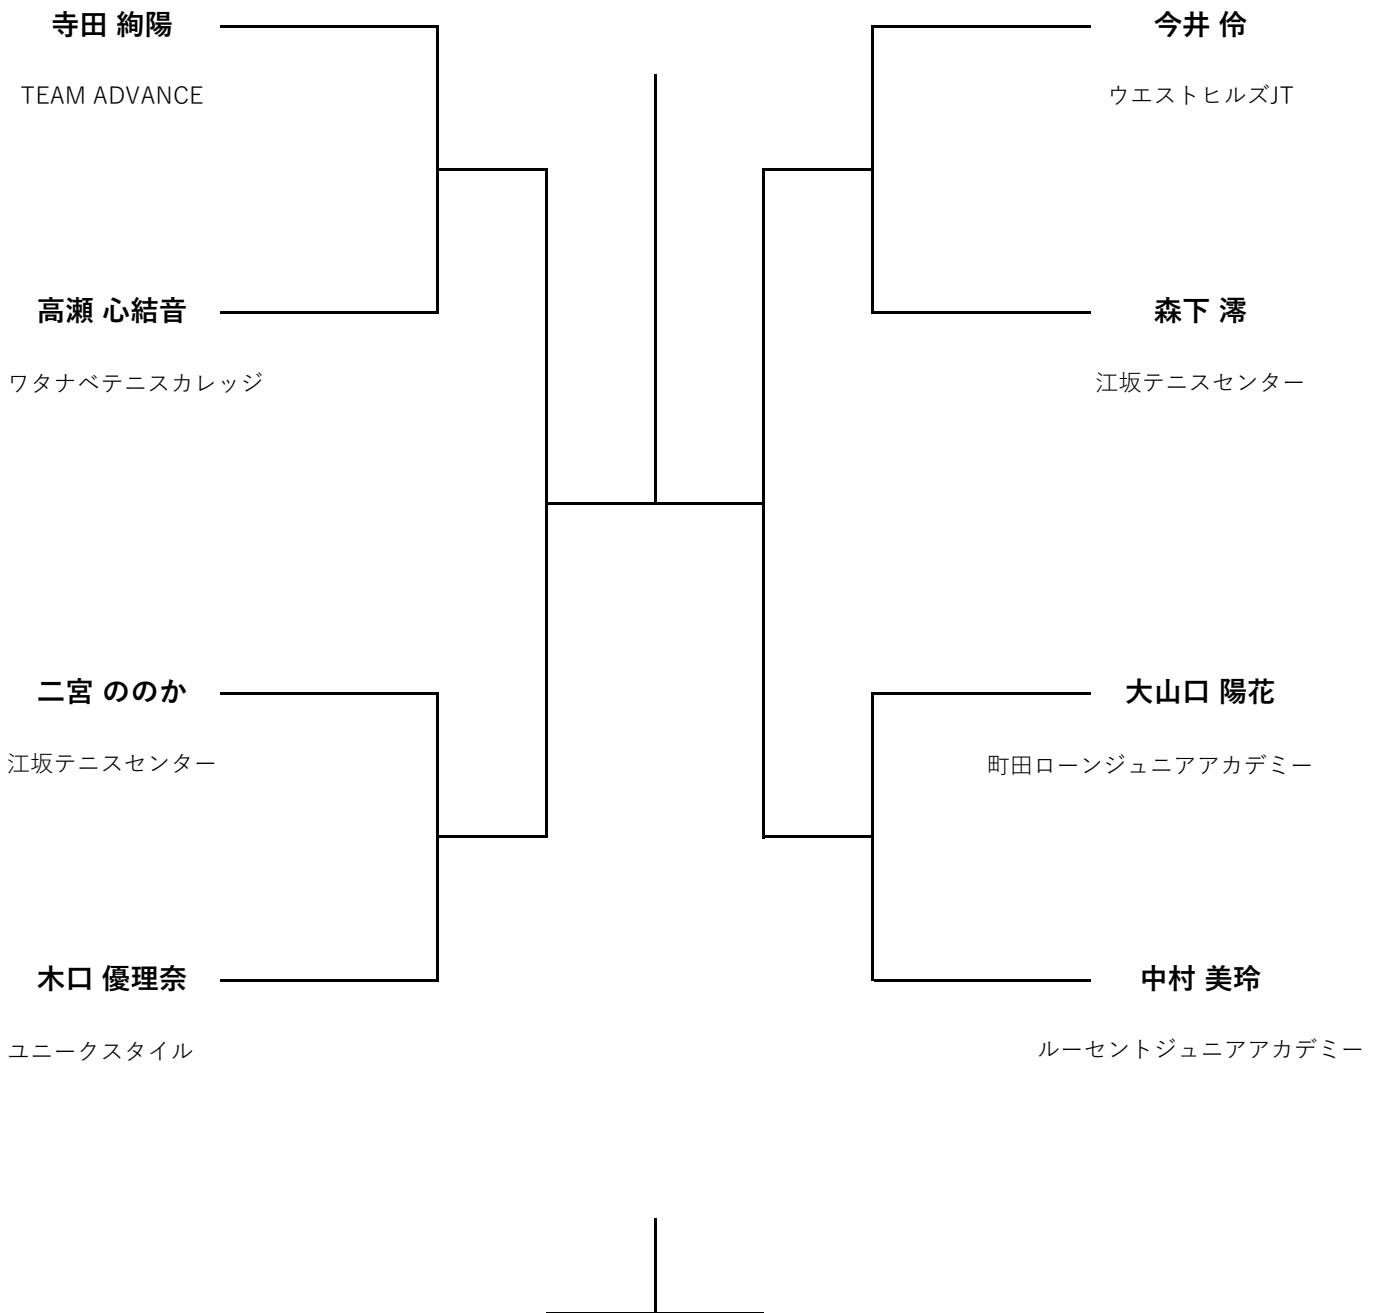 寺田 絢陽
TEAM ADVANCE
高瀬 心結音
ワタナベテニスカレッジ
二宮 ののか
江坂テニスセンター
木口 優理奈
ユニークスタイル
今井 伶
ウエストヒルズJT
森下 澪
江坂テニスセンター
大山口 陽花
町田ローンジュニアアカデミー
中村 美玲
ルーセントジュニアアカデミー